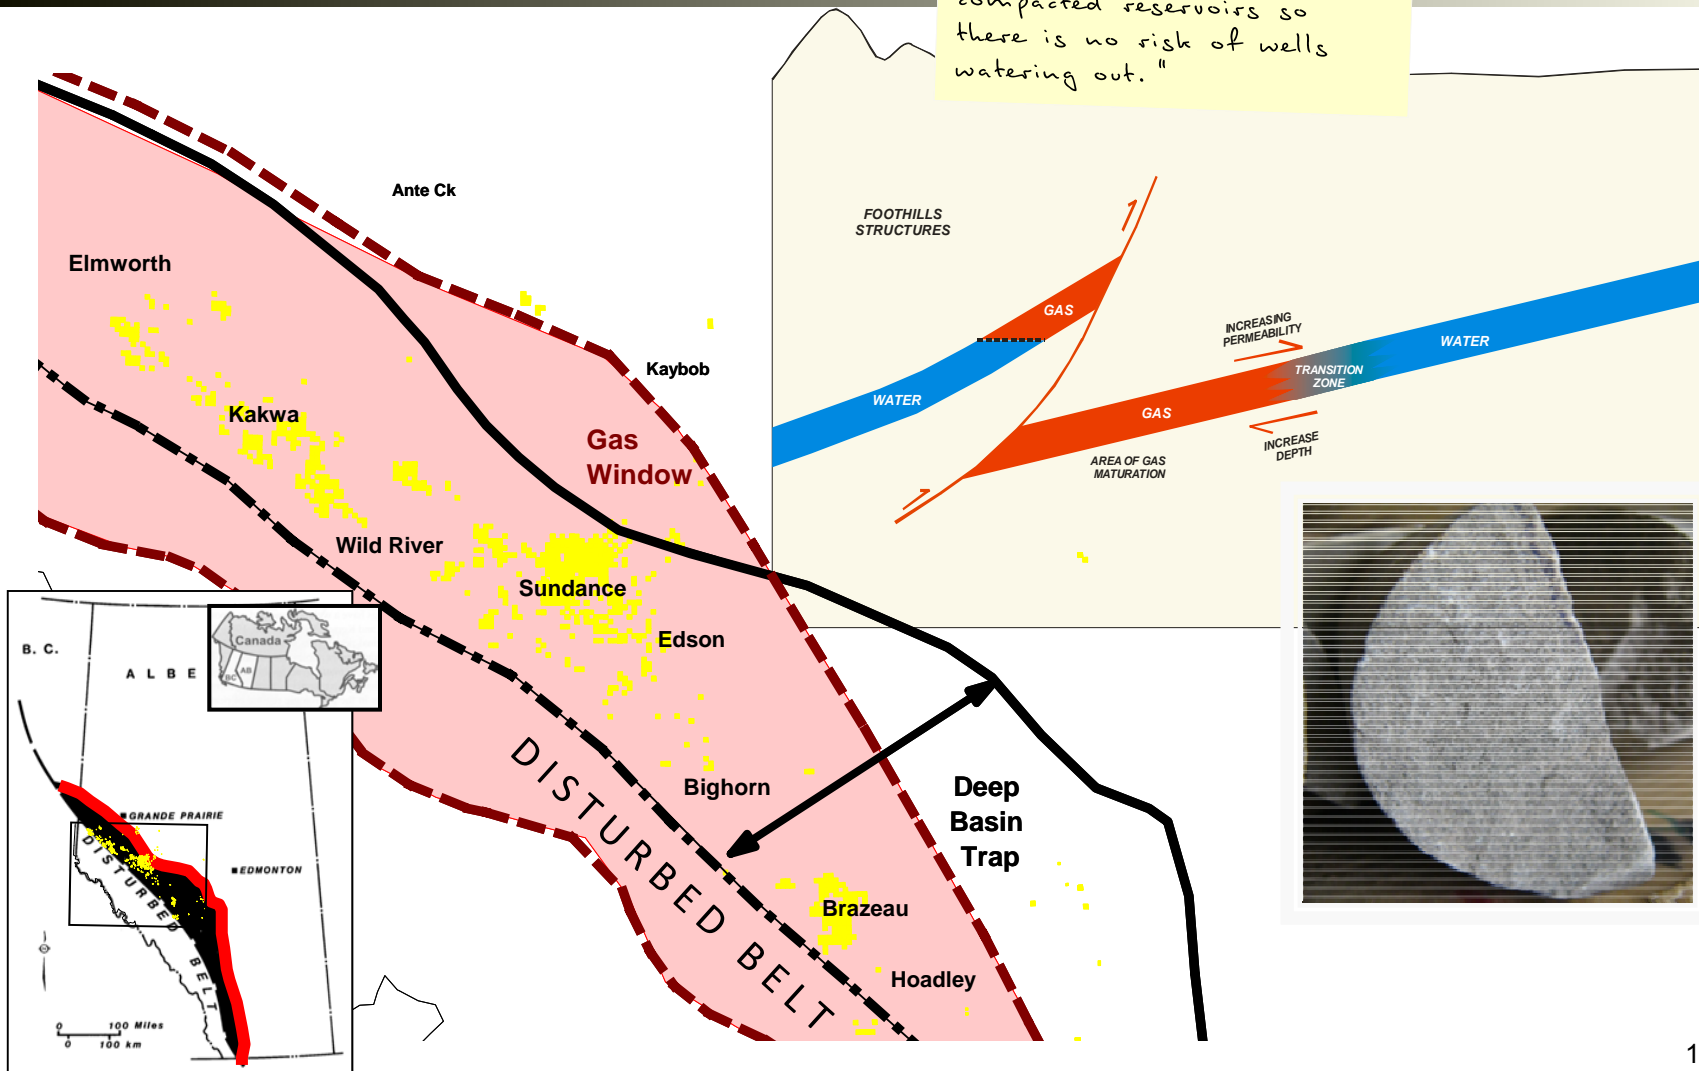 compacted reservoirs so
there is no risk of wells
watering out."
Ante Ck
Elmworth
Kaybob
Kakwa
Gas
Window
Wild River
Sundance
Edson
Bighorn
Deep
Basin
Trap
DISTURBED BELT
Brazeau
Hoadley
FOOTHILLS
STRUCTURES
GAS
WATER
INCREASING
PERMEABILITY
WATER
TRANSITION
ZONE
GAS
INCREASE
DEPTH
AREA OF GAS
MATURATION
B. C.
ALBE
Canada
BC
AB
GRANDE PRAIRIE
EDMONTON
DISTURBED BELT
0 100 Miles
0 100 km
1